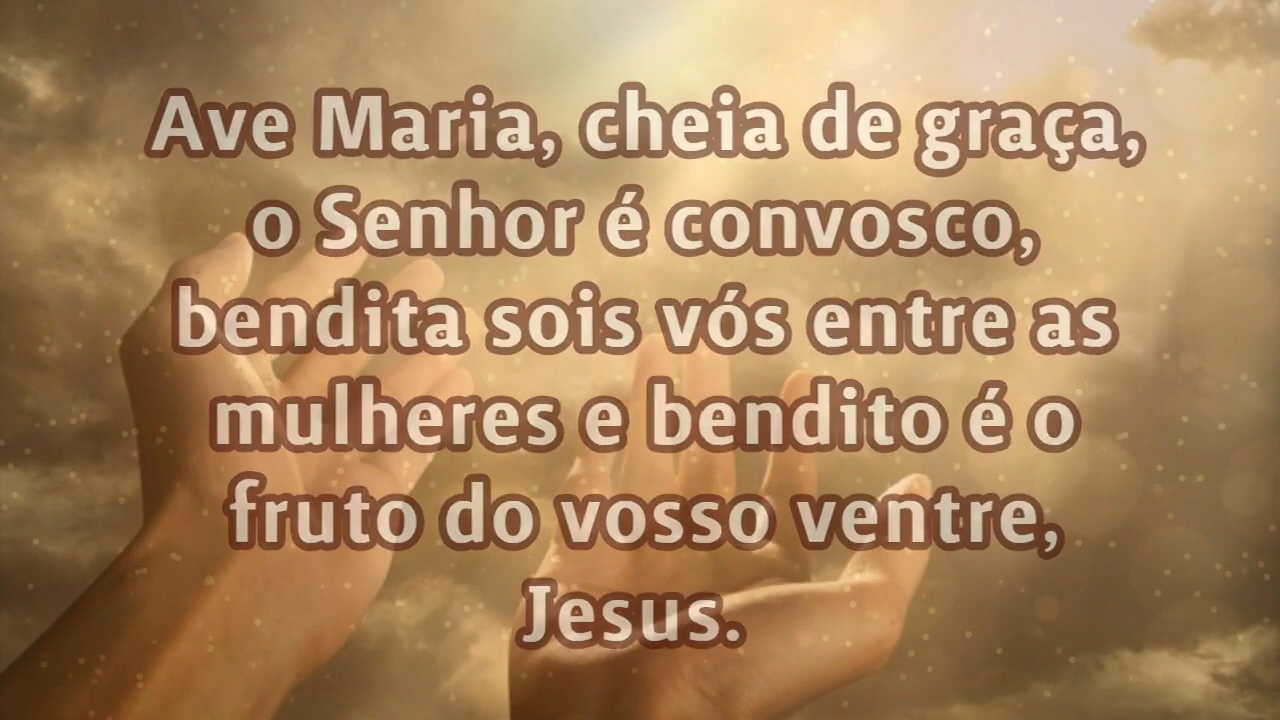 Ave Maria, cheia de graça,
o Senhor é convosco,
bendita sois vós entre as
mulheres e bendito é o
fruto do vosso ventre,
Jesus.